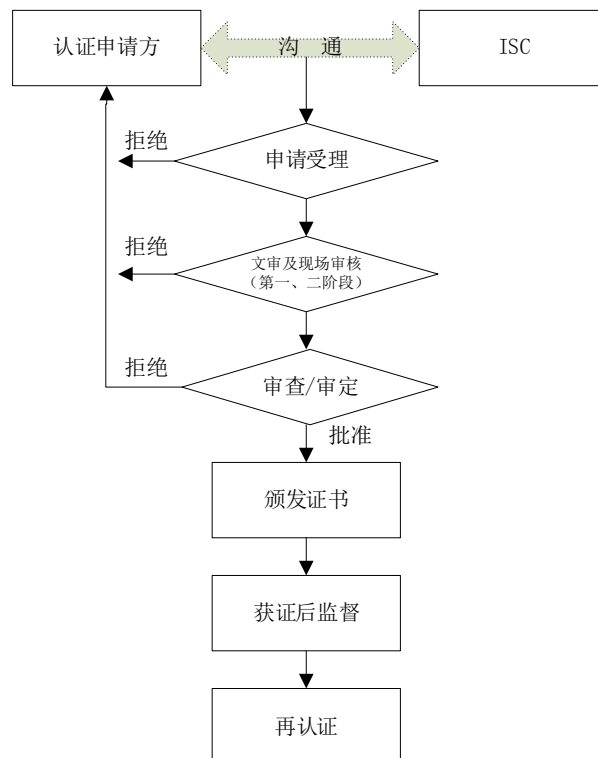 认证申请方
沟 通
ISC
拒绝
申请受理
拒绝
文审及现场审核
(第一、二阶段)
拒绝
审查/审定
批准
颁发证书
获证后监督
再认证